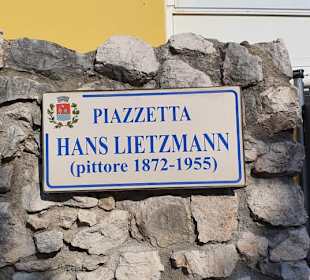 PIAZZETTA
HANS LIETZMANN
(pittore 1872-1955)